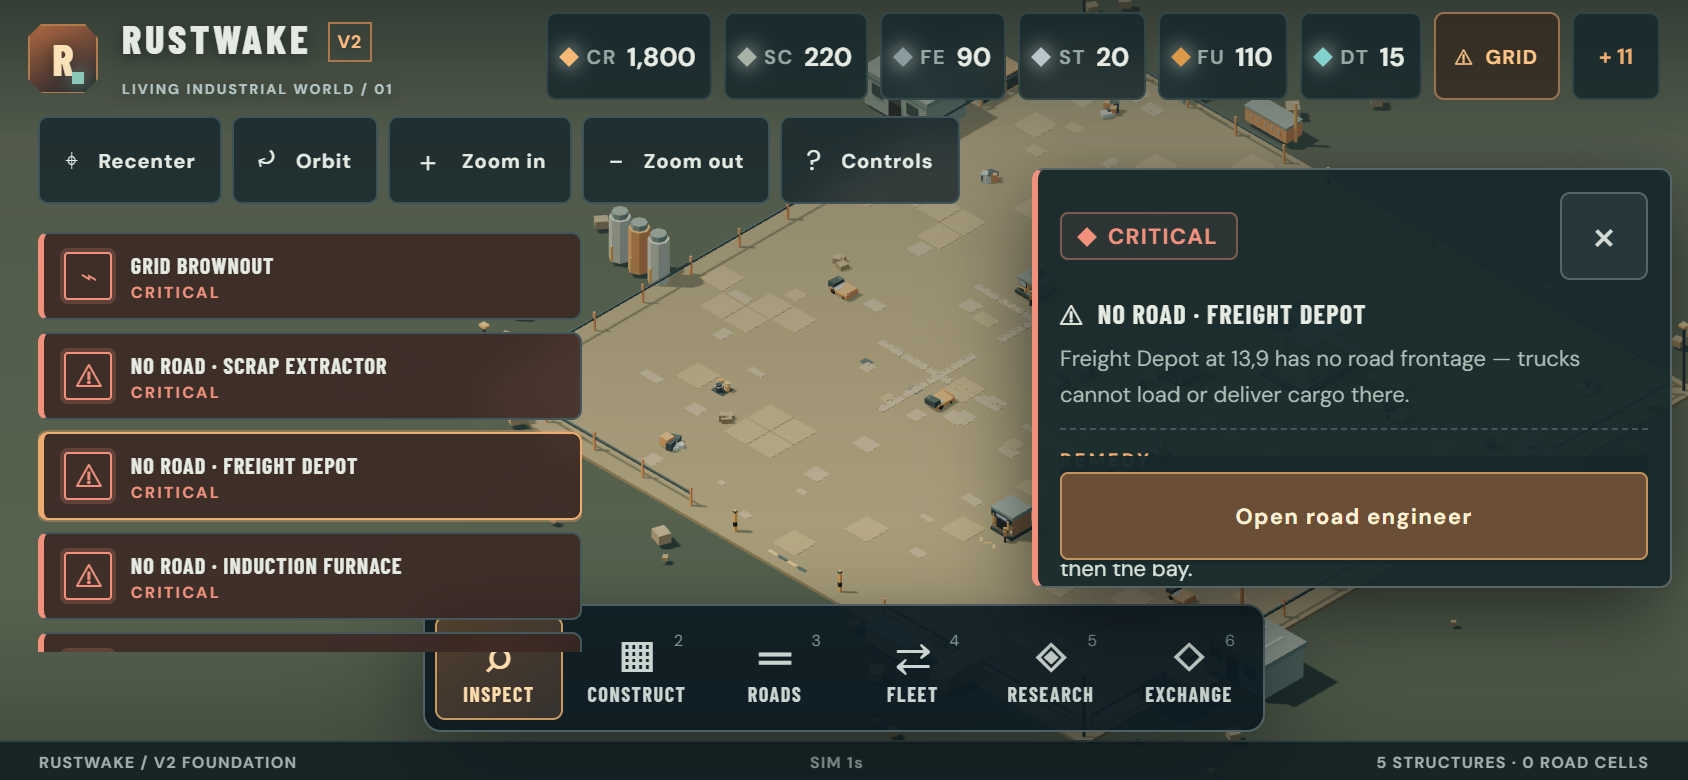 RUSTWAKE V2
LIVING INDUSTRIAL WORLD / 01
CR 1,800
SC 220
FE 90
ST 20
FU 110
DT 15
GRID
+ 11
Recenter
Orbit
+ Zoom in
− Zoom out
? Controls
GRID BROWNOUT
CRITICAL
NO ROAD · SCRAP EXTRACTOR
CRITICAL
NO ROAD · FREIGHT DEPOT
CRITICAL
NO ROAD · INDUCTION FURNACE
CRITICAL
CRITICAL
×
NO ROAD · FREIGHT DEPOT
Freight Depot at 13,9 has no road frontage — trucks
cannot load or deliver cargo there.
REMEDY
Open road engineer
then the bay.
INSPECT
2
CONSTRUCT
3
ROADS
4
FLEET
5
RESEARCH
6
EXCHANGE
RUSTWAKE / V2 FOUNDATION
SIM 1s
5 STRUCTURES · 0 ROAD CELLS